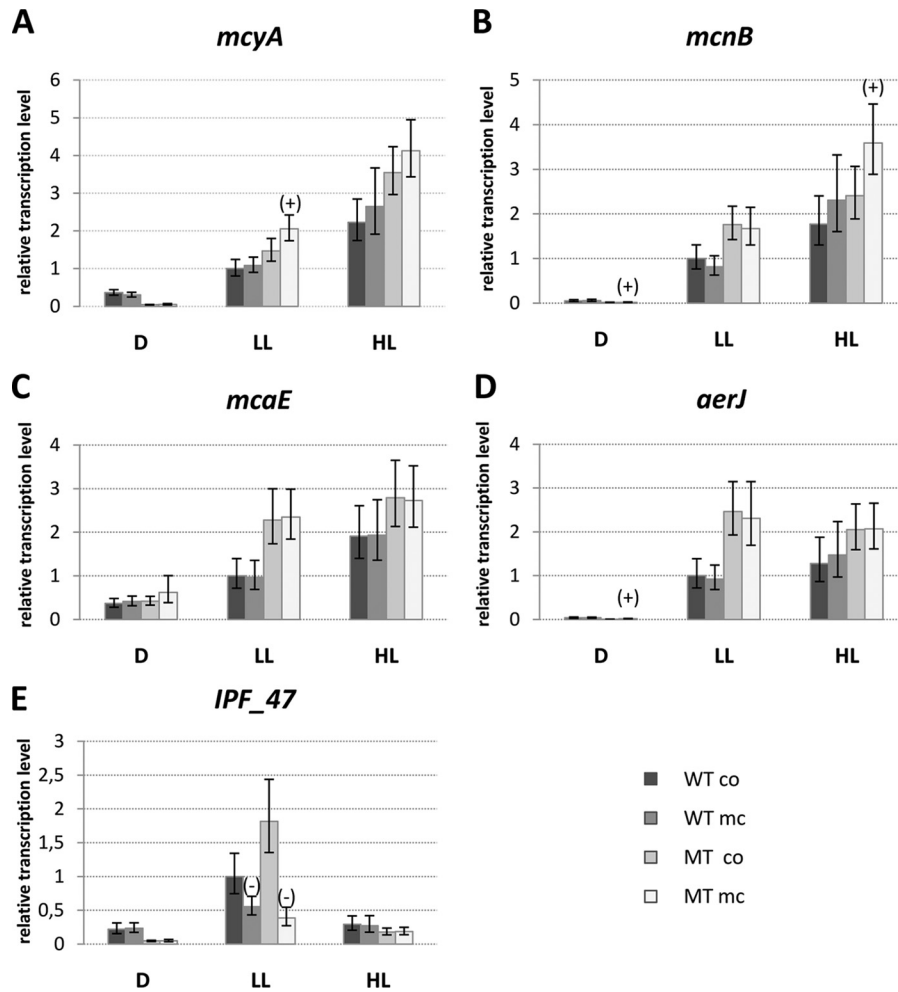 A
mcyA
relative transcription level
6
5
4
3
2
1
0
(+)
D LL HL
B
mcnB
relative transcription level
5
4
3
2
1
0
(+)
(+)
D LL HL
C
mcaE
relative transcription level
4
3
2
1
0
D LL HL
D
aerJ
relative transcription level
4
3
2
1
0
(+)
D LL HL
E
IPF_47
relative transcription level
3
2,5
2
1,5
1
0,5
0
(-)
(-)
D LL HL
WT co
WT mc
MT co
MT mc